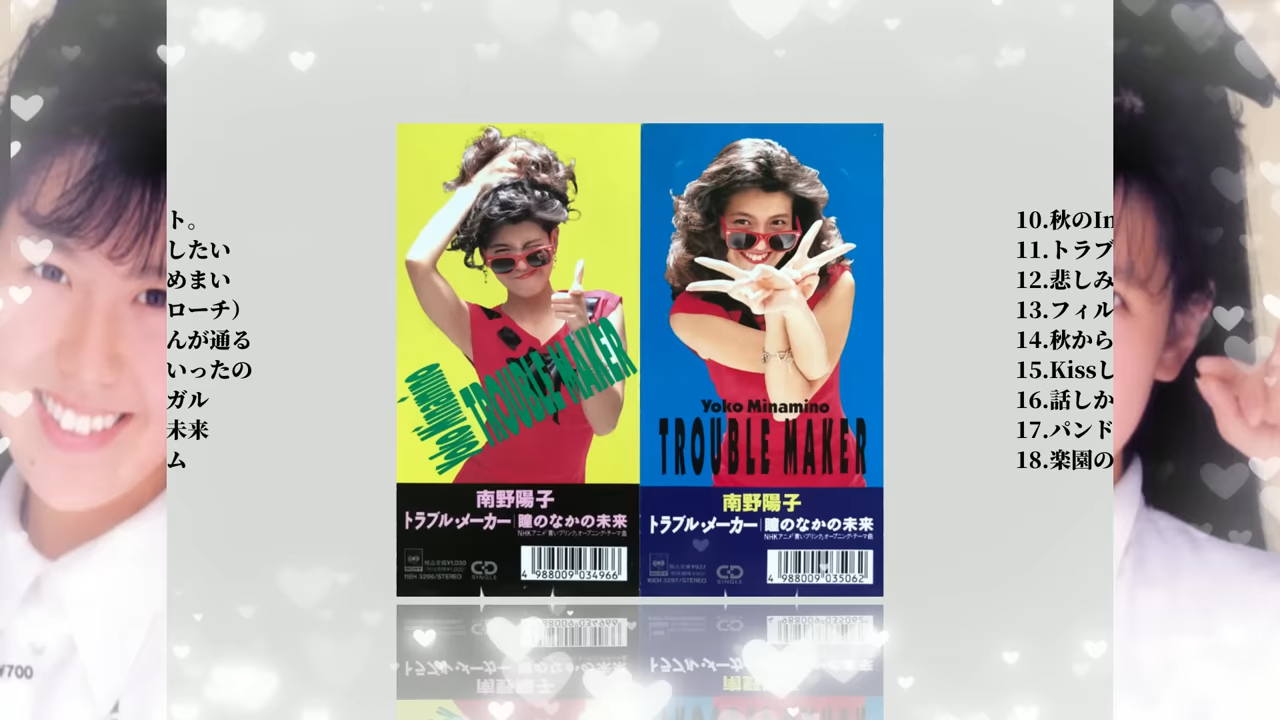 ト。
したい
めまい
ローチ）
んが通る
いったの
ガル
未来
ム
Yoko Minamino
TROUBLE MAKER
南野陽子
トラブル・メーカー｜瞳のなかの未来
NHKアニメ「青いブリンク」オープニング・テーマ曲
CD
SINGLE
4 988009 034966
Yoko Minamino
TROUBLE MAKER
南野陽子
トラブル・メーカー｜瞳のなかの未来
NHKアニメ「青いブリンク」オープニング・テーマ曲
CD
SINGLE
4 988009 035062
10.秋のIn
11.トラブ
12.悲しみ
13.フィル
14.秋から
15.Kissし
16.話しか
17.パンド
18.楽園の
¥700